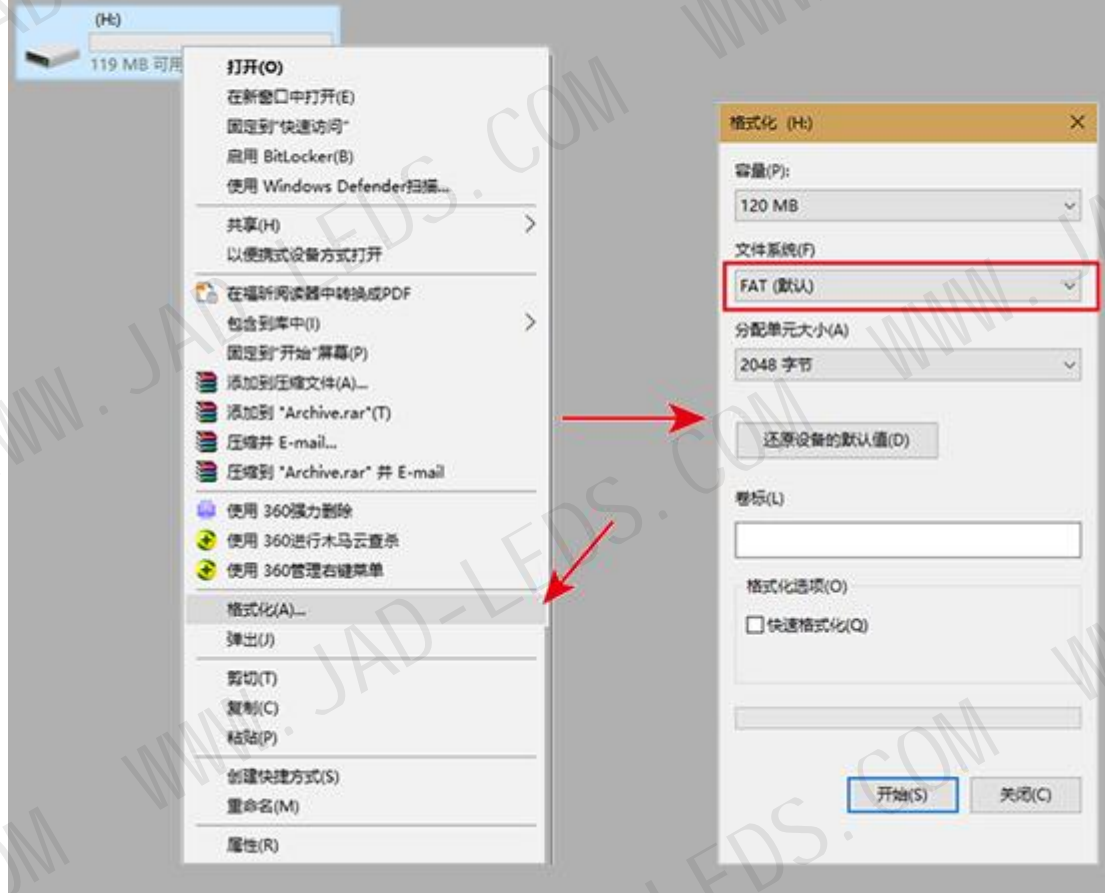 (H:)
119 MB 可用
打开(O)
在新窗口中打开(E)
固定到"快速访问"
启用 BitLocker(B)
使用 Windows Defender扫描...
共享(H)
以便携式设备方式打开
在福昕阅读器中转换成PDF
包含到库中(I)
固定到"开始"屏幕(P)
添加到压缩文件(A)...
添加到 "Archive.rar"(T)
压缩并 E-mail...
压缩到 "Archive.rar" 并 E-mail
使用 360强力删除
使用 360进行木马云查杀
使用 360管理右键菜单
格式化(A)...
弹出(J)
剪切(T)
复制(C)
粘贴(P)
创建快捷方式(S)
重命名(M)
属性(R)
格式化 (H:)
容量(P):
120 MB
文件系统(F)
FAT (默认)
分配单元大小(A)
2048 字节
还原设备的默认值(D)
卷标(L)
格式化选项(O)
快速格式化(Q)
开始(S)
关闭(C)
WWW.JAD-LEDS.COM
WWW.JAD-LEDS.COM